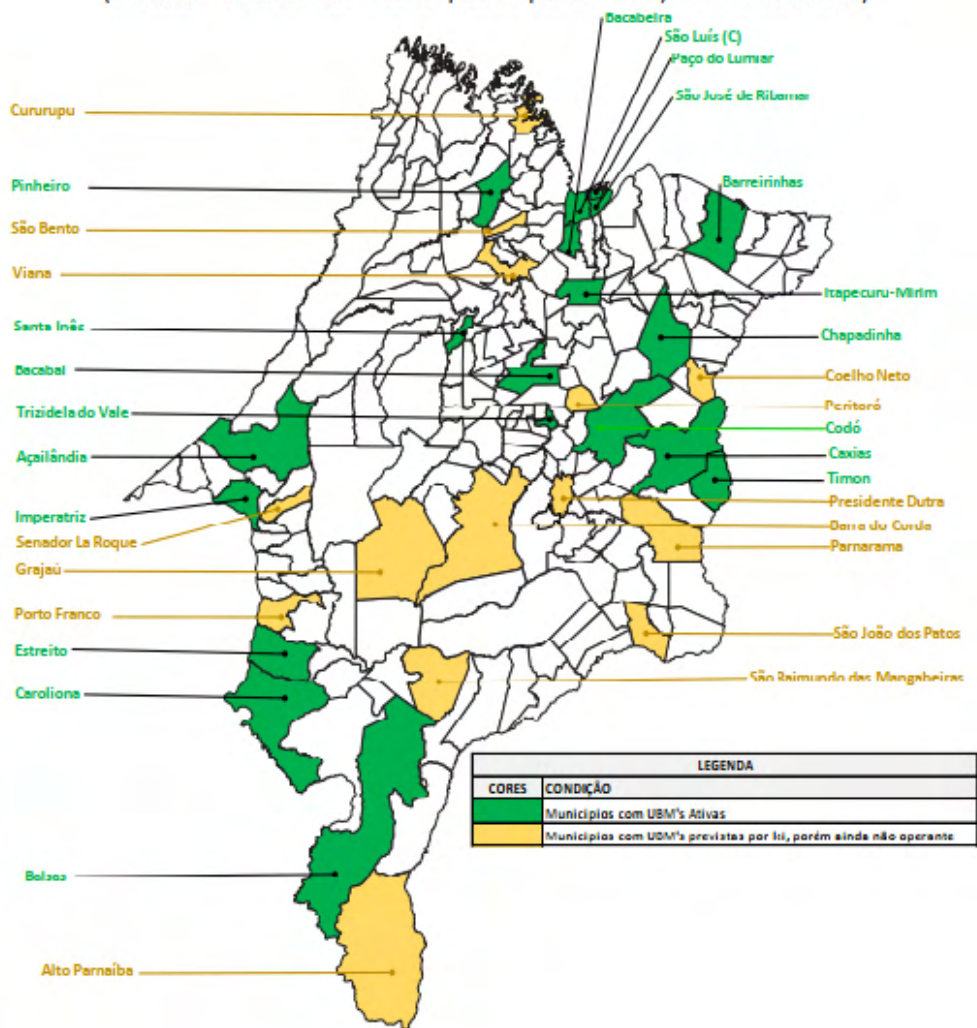 Bacabeira
São Luís (C)
Paço do Lumiar
São José de Ribamar
Cururupu
Pinheiro
Barreirinhas
São Bento
Viana
Itapecuru-Mirim
Santa Inês
Chapadinha
Bacabal
Coelho Neto
Trizidela do Vale
Peritoró
Codó
Açailândia
Caxias
Timon
Imperatriz
Presidente Dutra
Senador La Roque
Barra do Corda
Parnarama
Grajaú
Porto Franco
São João dos Patos
Estreito
São Raimundo das Mangabeiras
Caroliona
LEGENDA
CORES CONDIÇÃO
Municípios com UBM's Ativas
Municípios com UBM's previstas por lei, porém ainda não operante
Balsas
Alto Parnaíba